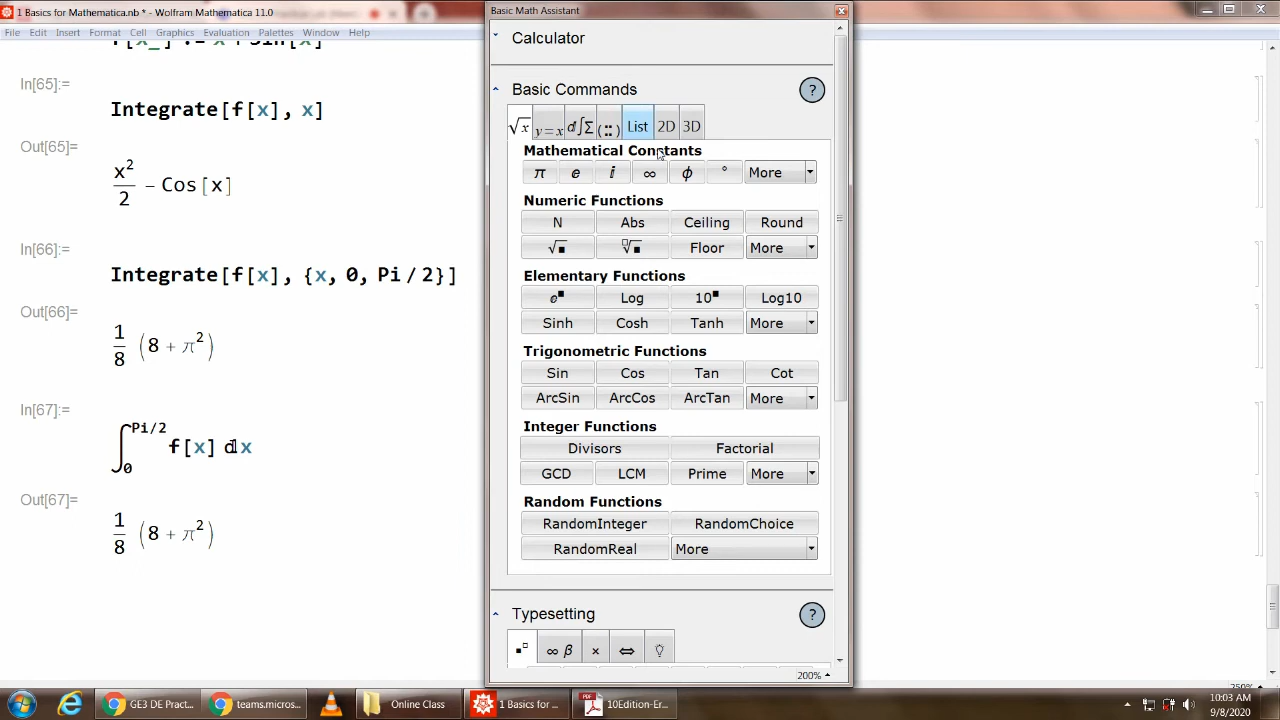 1 Basics for Mathematica.nb * - Wolfram Mathematica 11.0
File Edit Insert Format Cell Graphics Evaluation Palettes Window Help
f[x_] := x + Sin[x]
In[65]:=
Integrate[f[x], x]
Out[65]=
x²/2 - Cos[x]
In[66]:=
Integrate[f[x], {x, 0, Pi / 2}]
Out[66]=
1/8 (8 + π²)
In[67]:=
∫₀^Pi/2 f[x] dx
Out[67]=
1/8 (8 + π²)
Basic Math Assistant
Calculator
Basic Commands ?
√x y=x d∫Σ (::) List 2D 3D
Mathematical Constants
π e i ∞ ϕ ° More
Numeric Functions
N Abs Ceiling Round
√■ □√■ Floor More
Elementary Functions
e■ Log 10■ Log10
Sinh Cosh Tanh More
Trigonometric Functions
Sin Cos Tan Cot
ArcSin ArcCos ArcTan More
Integer Functions
Divisors Factorial
GCD LCM Prime More
Random Functions
RandomInteger RandomChoice
RandomReal More
Typesetting ?
■□ ∞ β × ⇔
200%
GE3 DE Pract... teams.micros... Online Class 1 Basics for ... 10Edition-Er...
10:03 AM
9/8/2020